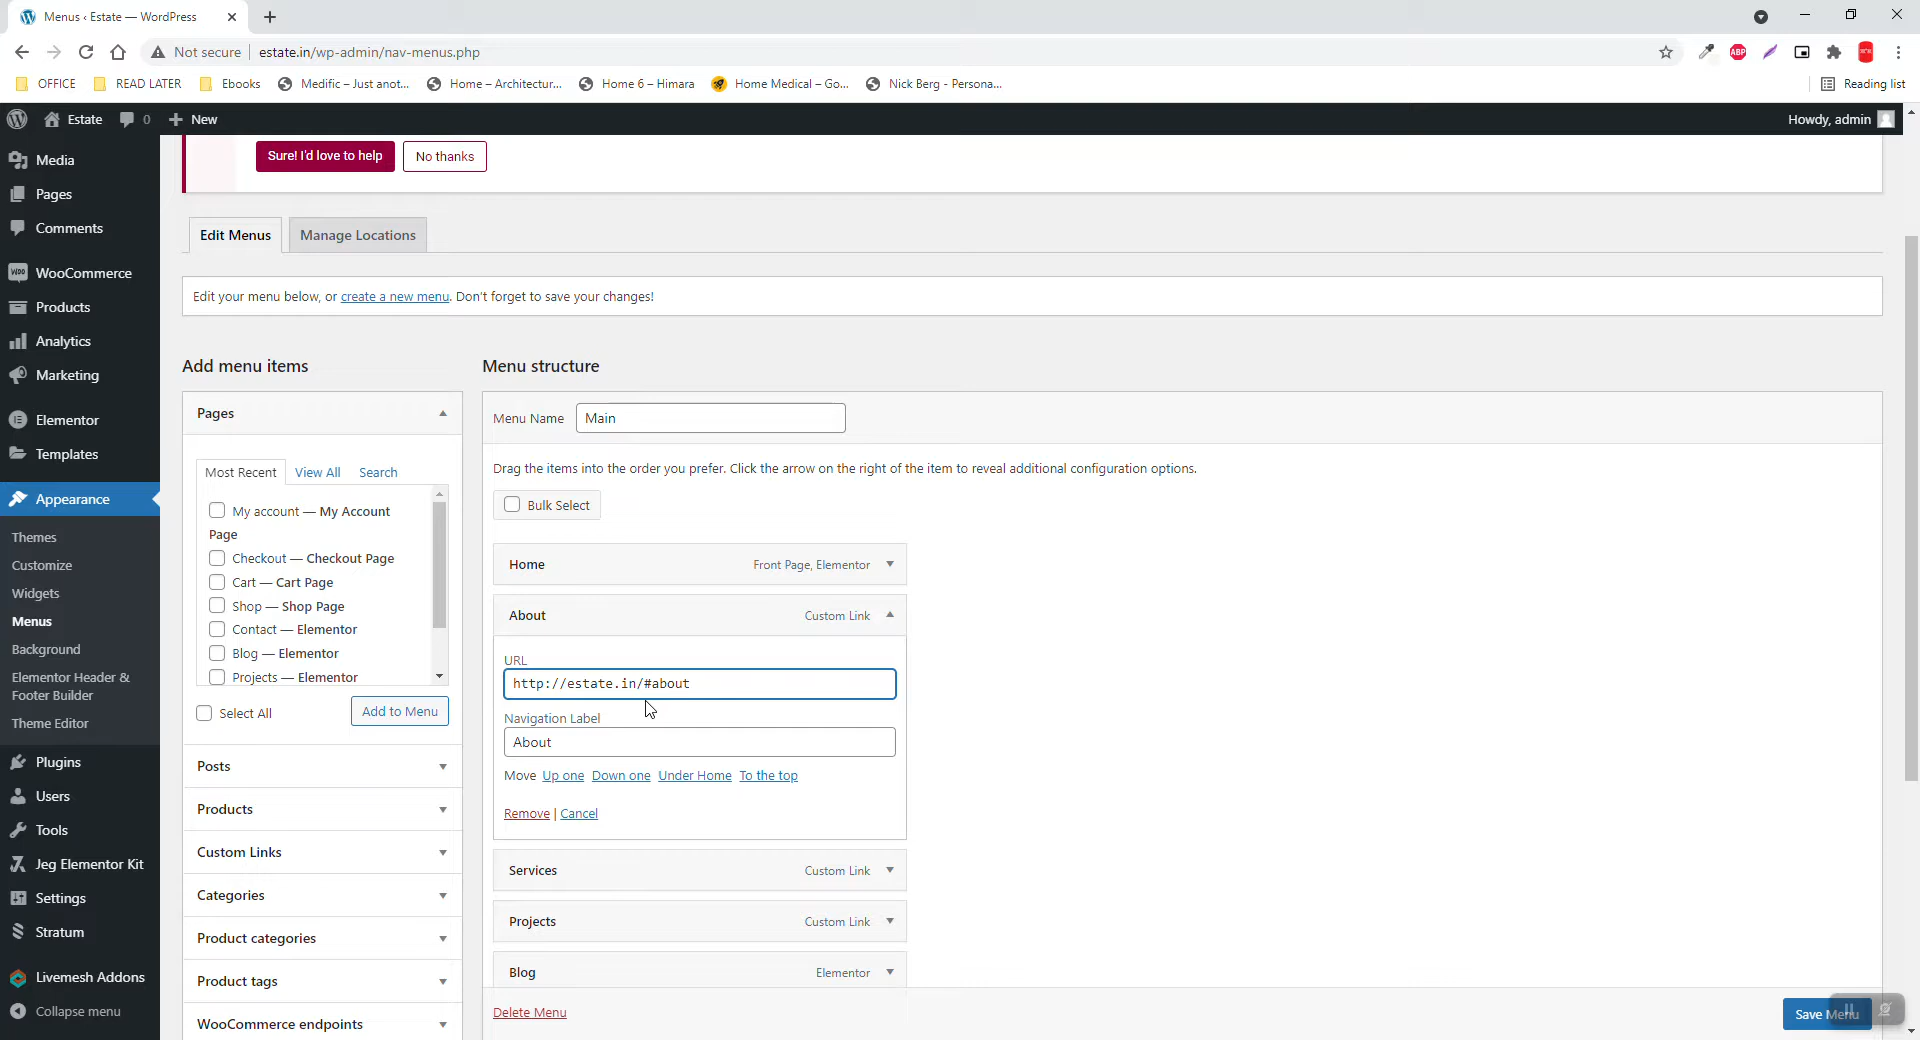 Menus ‹ Estate — WordPress
Not secure
estate.in/wp-admin/nav-menus.php
ABP
OFFICE
READ LATER
Ebooks
Medific – Just anot...
Home – Architectur...
Home 6 – Himara
Home Medical – Go...
Nick Berg - Persona...
Reading list
Estate
0
New
Howdy, admin
Media
Pages
Comments
WooCommerce
Products
Analytics
Marketing
Elementor
Templates
Appearance
Themes
Customize
Widgets
Menus
Background
Elementor Header &
Footer Builder
Theme Editor
Plugins
Users
Tools
Jeg Elementor Kit
Settings
Stratum
Livemesh Addons
Collapse menu
Sure! I'd love to help
No thanks
Edit Menus
Manage Locations
Edit your menu below, or create a new menu. Don't forget to save your changes!
Add menu items
Pages
Most Recent
View All
Search
My account — My Account
Page
Checkout — Checkout Page
Cart — Cart Page
Shop — Shop Page
Contact — Elementor
Blog — Elementor
Projects — Elementor
Select All
Add to Menu
Posts
Products
Custom Links
Categories
Product categories
Product tags
WooCommerce endpoints
Menu structure
Menu Name
Main
Drag the items into the order you prefer. Click the arrow on the right of the item to reveal additional configuration options.
Bulk Select
Home
Front Page, Elementor
About
Custom Link
URL
http://estate.in/#about
Navigation Label
About
Move Up one Down one Under Home To the top
Remove | Cancel
Services
Custom Link
Projects
Custom Link
Blog
Elementor
Delete Menu
Save Menu